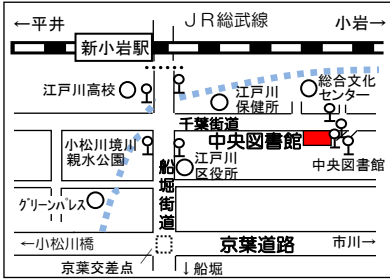 ←平井
JR総武線
小岩→
新小岩駅
江戸川高校
江戸川
保健所
総合文化
センター
千葉街道
小松川境川
親水公園
船堀街道
江戸川
区役所
中央図書館
中央図書館
グリーンパレス
←小松川橋
京葉道路
市川→
京葉交差点
↓船堀